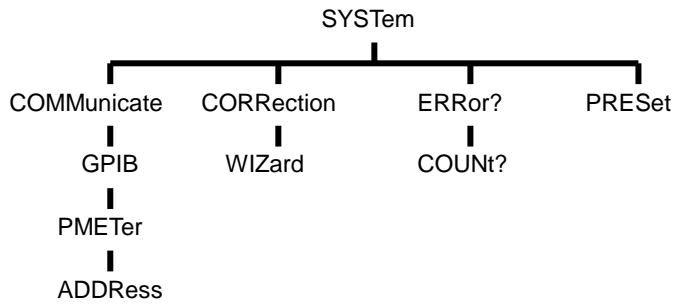 SYSTem
COMMunicate CORRection ERRor? PRESet
GPIB WIZard COUNt?
PMETer
ADDRess